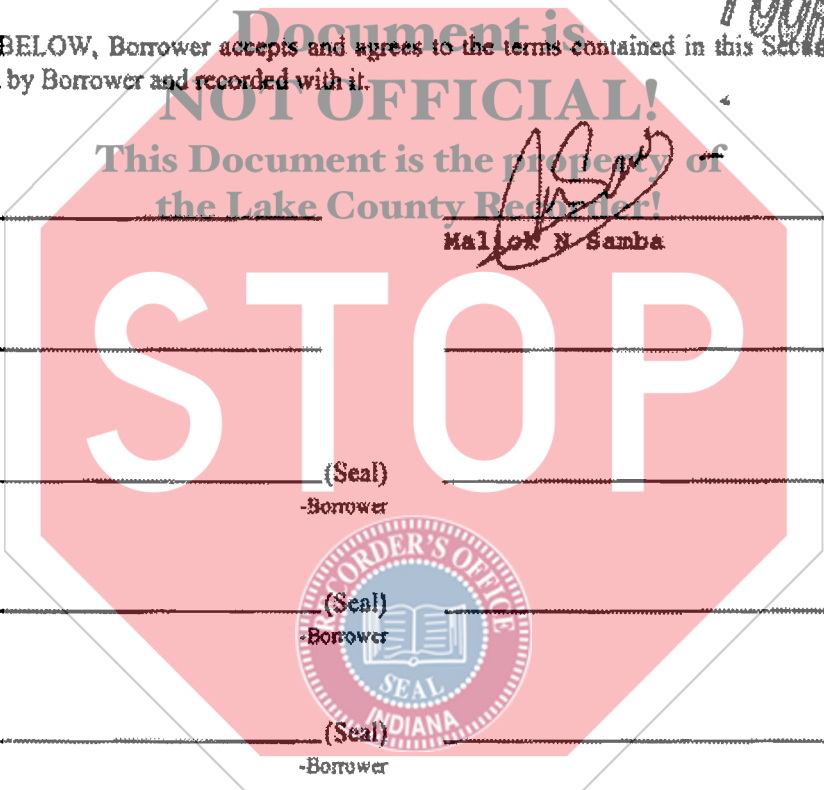 Document is
BELOW, Borrower accepts and agrees to the terms contained in this
by Borrower and recorded with it.
NOT OFFICIAL!
This Document is the property of
the Lake County Recorder!
N Samba
STOP
(Seal)
-Borrower
RECORDER'S OFFICE
(Seal)
-Borrower
SEAL
INDIANA
(Seal)
-Borrower